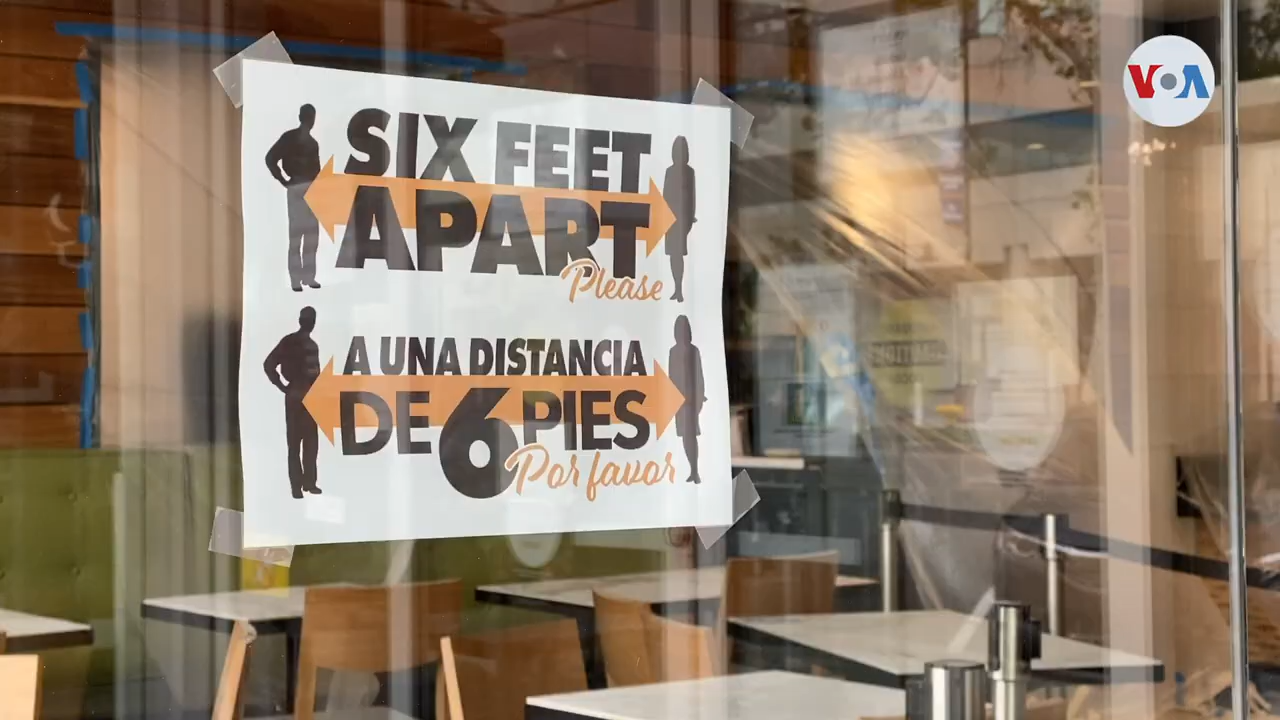 VOA
SIX FEET
APART
Please
A UNA DISTANCIA
DE 6 PIES
Por favor